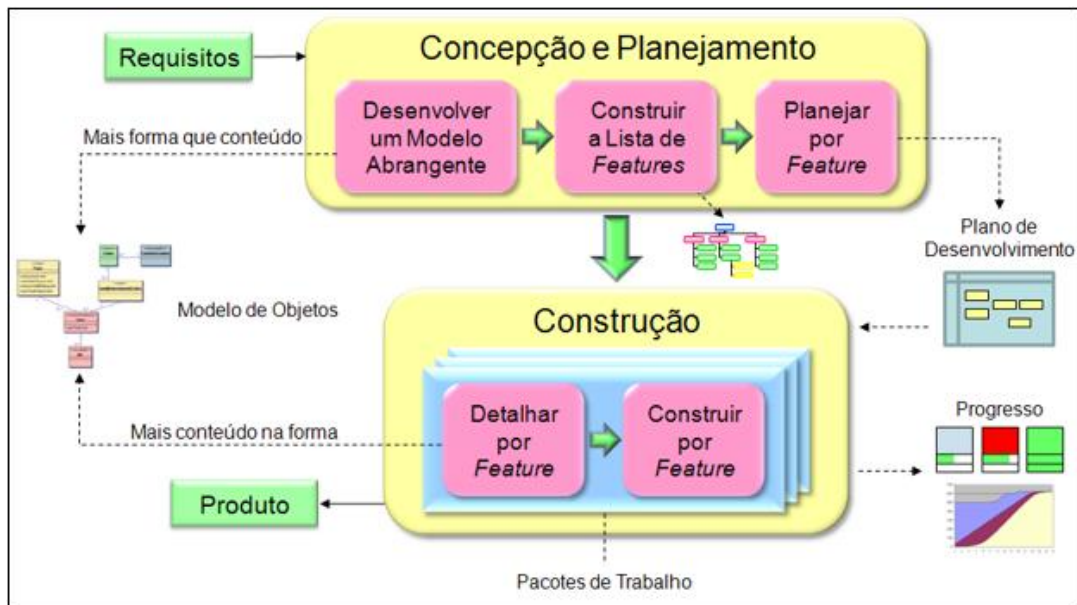 Concepção e Planejamento
Requisitos
Desenvolver
um Modelo
Abrangente
Construir
a Lista de
Features
Planejar
por
Feature
Mais forma que conteúdo
Plano de
Desenvolvimento
Modelo de Objetos
Construção
Detalhar
por
Feature
Construir
por
Feature
Mais conteúdo na forma
Progresso
Produto
Pacotes de Trabalho